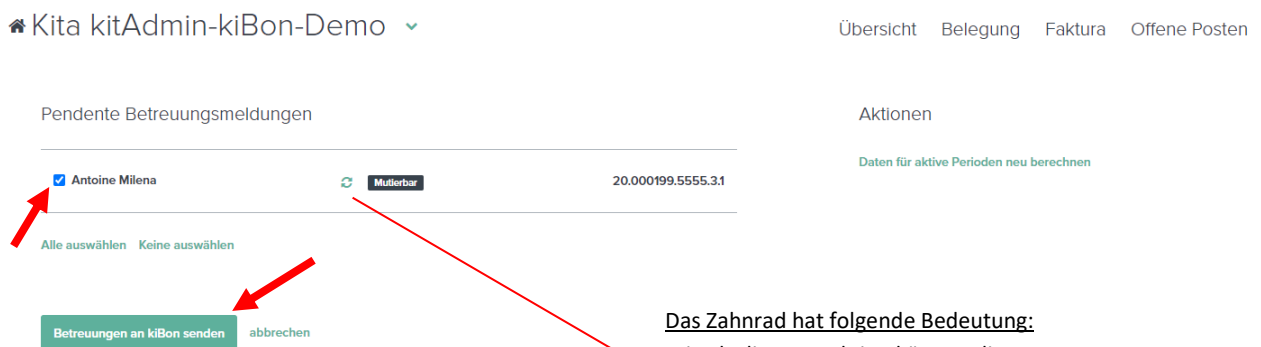 Kita kitAdmin-kiBon-Demo
Übersicht Belegung Faktura Offene Posten
Pendente Betreuungsmeldungen
Aktionen
Daten für aktive Perioden neu berechnen
Antoine Milena Mutierbar 20.000199.5555.3.1
Alle auswählen Keine auswählen
Betreuungen an kiBon senden abbrechen
Das Zahnrad hat folgende Bedeutung: